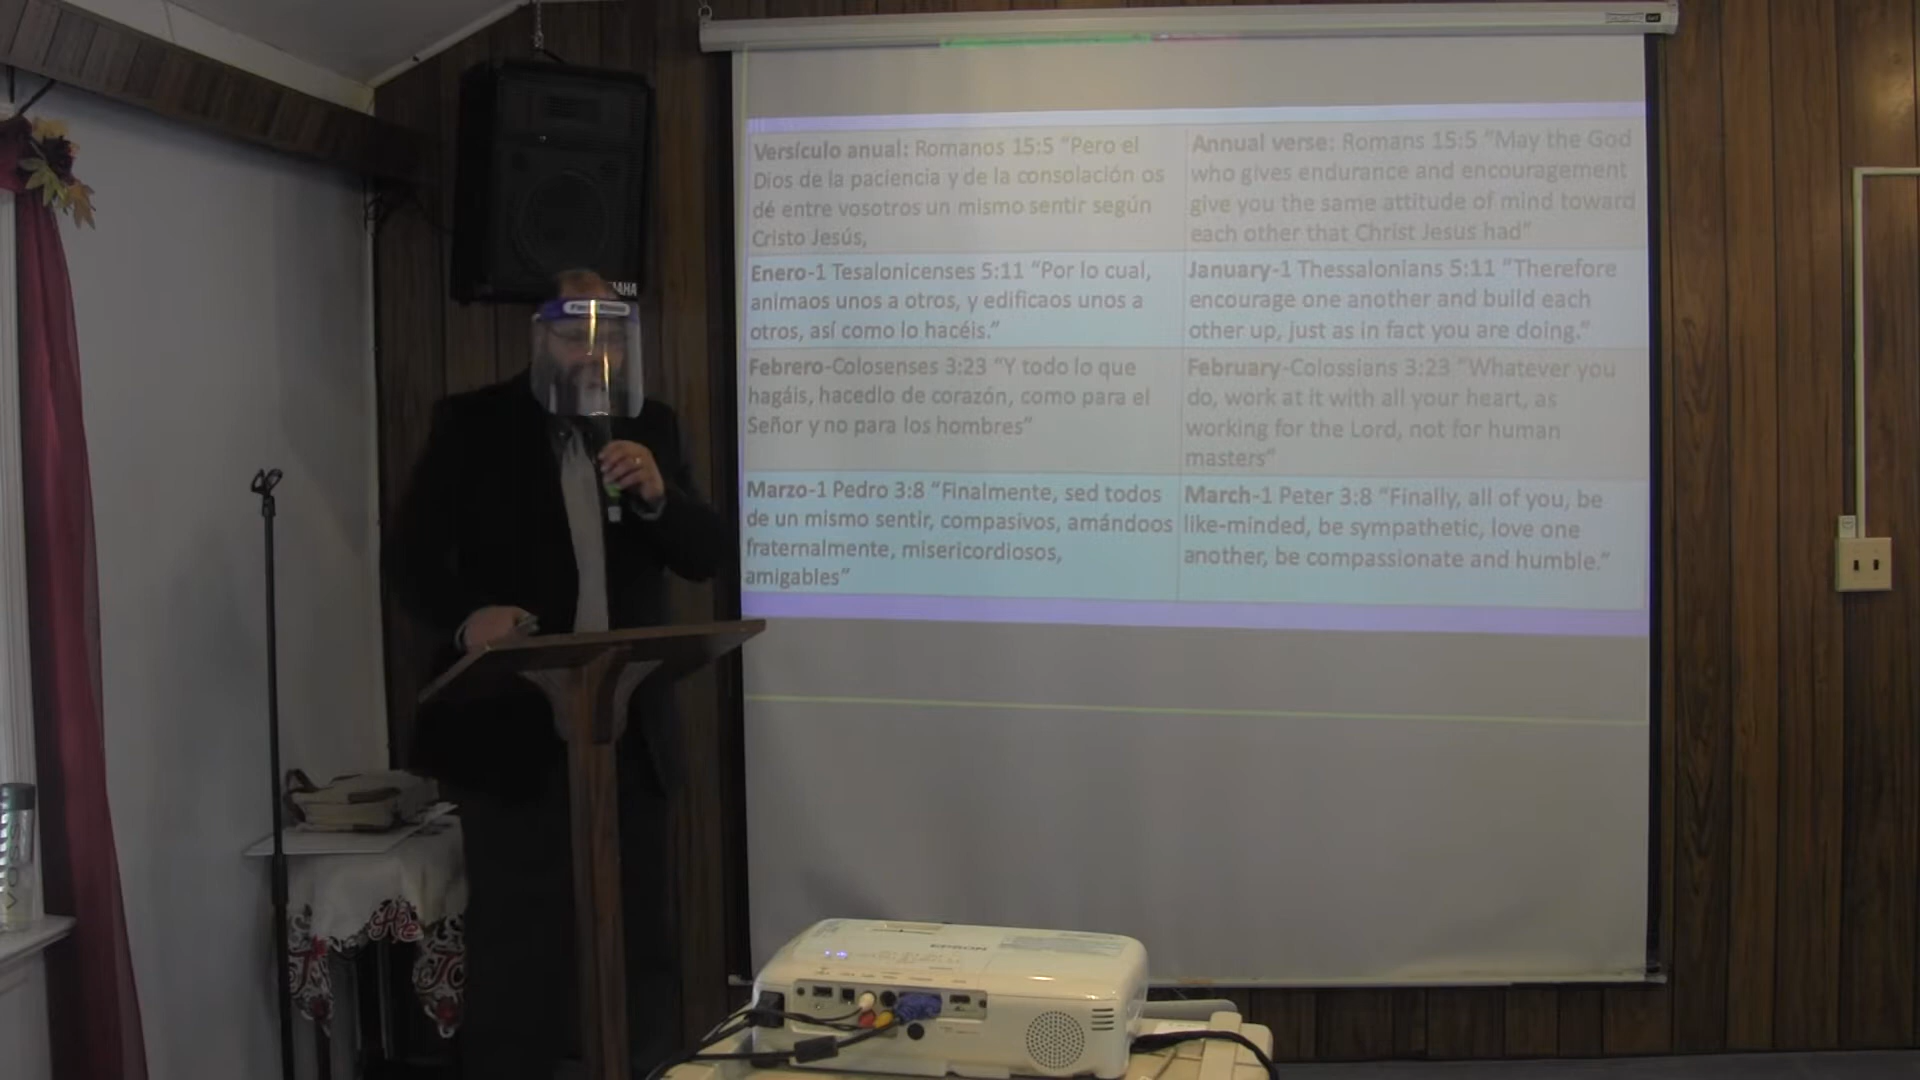 Versículo anual: Romanos 15:5 “Pero el
Dios de la paciencia y de la consolación os
dé entre vosotros un mismo sentir según
Cristo Jesús,
Annual verse: Romans 15:5 “May the God
who gives endurance and encouragement
give you the same attitude of mind toward
each other that Christ Jesus had”
Enero-1 Tesalonicenses 5:11 “Por lo cual,
animaos unos a otros, y edificaos unos a
otros, así como lo hacéis.”
January-1 Thessalonians 5:11 “Therefore
encourage one another and build each
other up, just as in fact you are doing.”
Febrero-Colosenses 3:23 “Y todo lo que
hagáis, hacedlo de corazón, como para el
Señor y no para los hombres”
February-Colossians 3:23 “Whatever you
do, work at it with all your heart, as
working for the Lord, not for human
masters”
Marzo-1 Pedro 3:8 “Finalmente, sed todos
de un mismo sentir, compasivos, amándoos
fraternalmente, misericordiosos,
amigables”
March-1 Peter 3:8 “Finally, all of you, be
like-minded, be sympathetic, love one
another, be compassionate and humble.”
EPSON